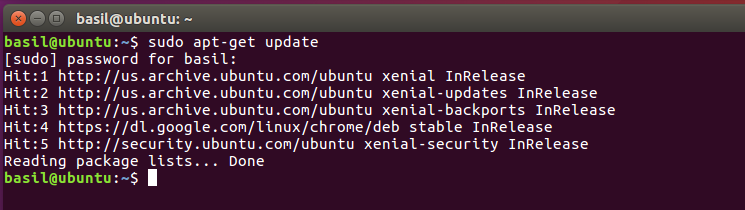 basil@ubuntu: ~
basil@ubuntu:~$ sudo apt-get update
[sudo] password for basil:
Hit:1 http://us.archive.ubuntu.com/ubuntu xenial InRelease
Hit:2 http://us.archive.ubuntu.com/ubuntu xenial-updates InRelease
Hit:3 http://us.archive.ubuntu.com/ubuntu xenial-backports InRelease
Hit:4 https://dl.google.com/linux/chrome/deb stable InRelease
Hit:5 http://security.ubuntu.com/ubuntu xenial-security InRelease
Reading package lists... Done
basil@ubuntu:~$